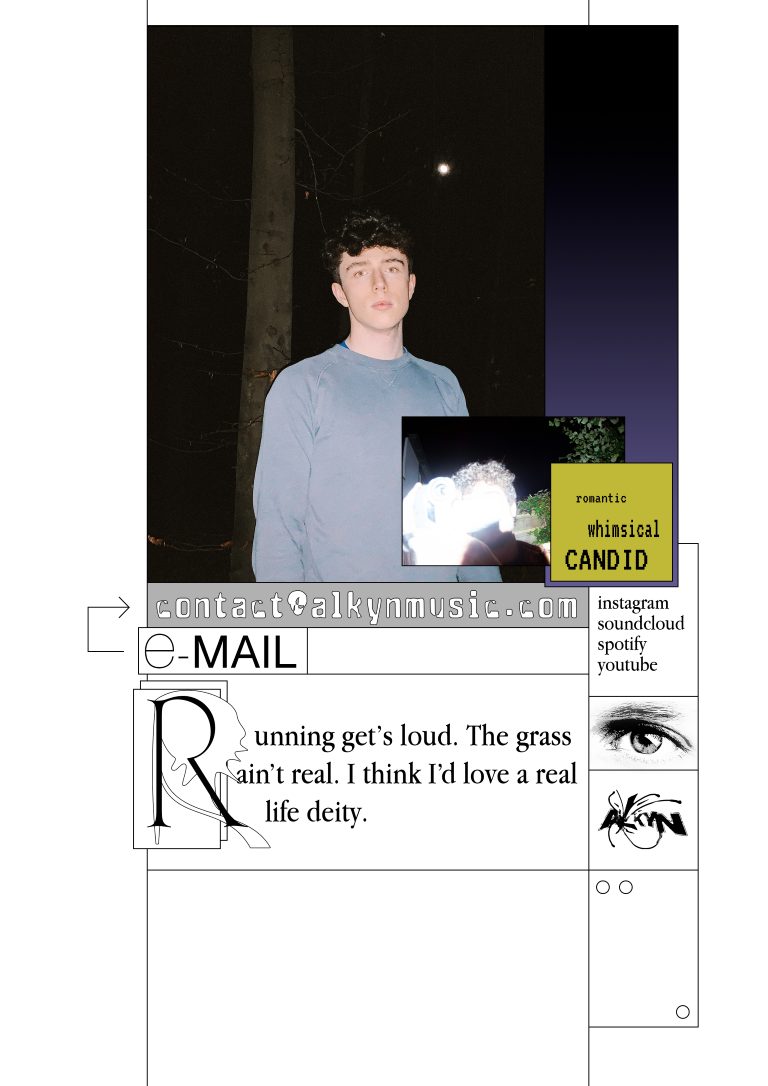 romantic
whimsical
CANDID
contact@alkynmusic.com
e-MAIL
instagram
soundcloud
spotify
youtube
Running get’s loud. The grass
ain’t real. I think I’d love a real
life deity.
ALKYN